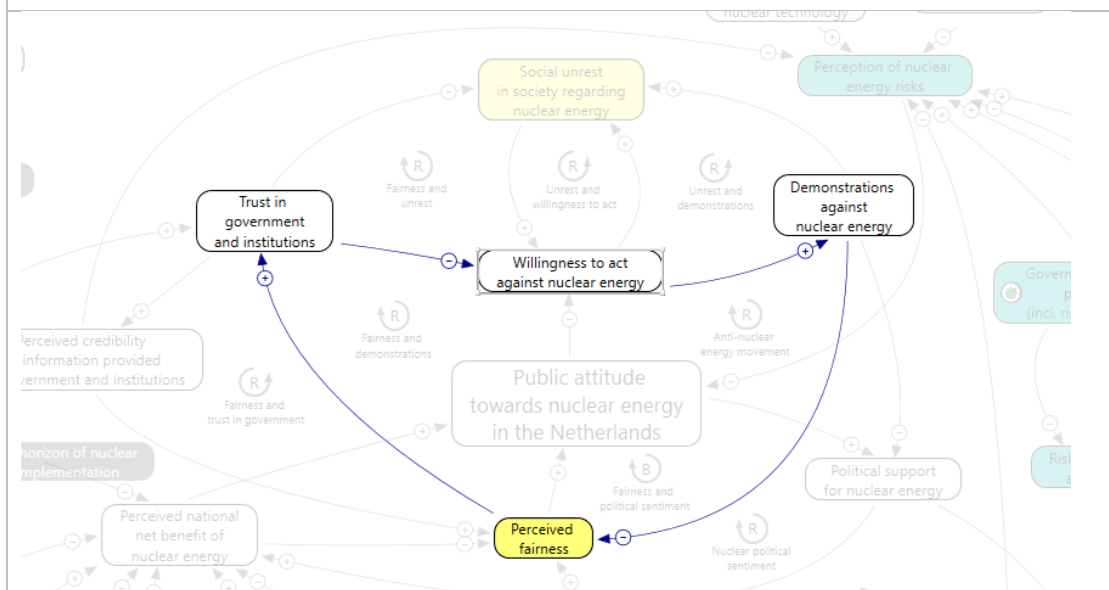 nuclear technology
Social unrest
in society regarding
nuclear energy
Perception of nuclear
energy risks
R
Fairness and
unrest
R
Unrest and
willingness to act
R
Unrest and
demonstrations
Trust in
government
and institutions
Demonstrations
against
nuclear energy
Willingness to act
against nuclear energy
Govern
p
(incl. ri
R
Fairness and
demonstrations
R
Anti-nuclear
energy movement
Perceived credibility
information provided
vernment and institutions
R
Fairness and
trust in government
Public attitude
towards nuclear energy
in the Netherlands
horizon of nuclear
mplementation
B
Fairness and
political sentiment
Political support
for nuclear energy
Risk
a
Perceived national
net benefit of
nuclear energy
Perceived
fairness
R
Nuclear political
sentiment